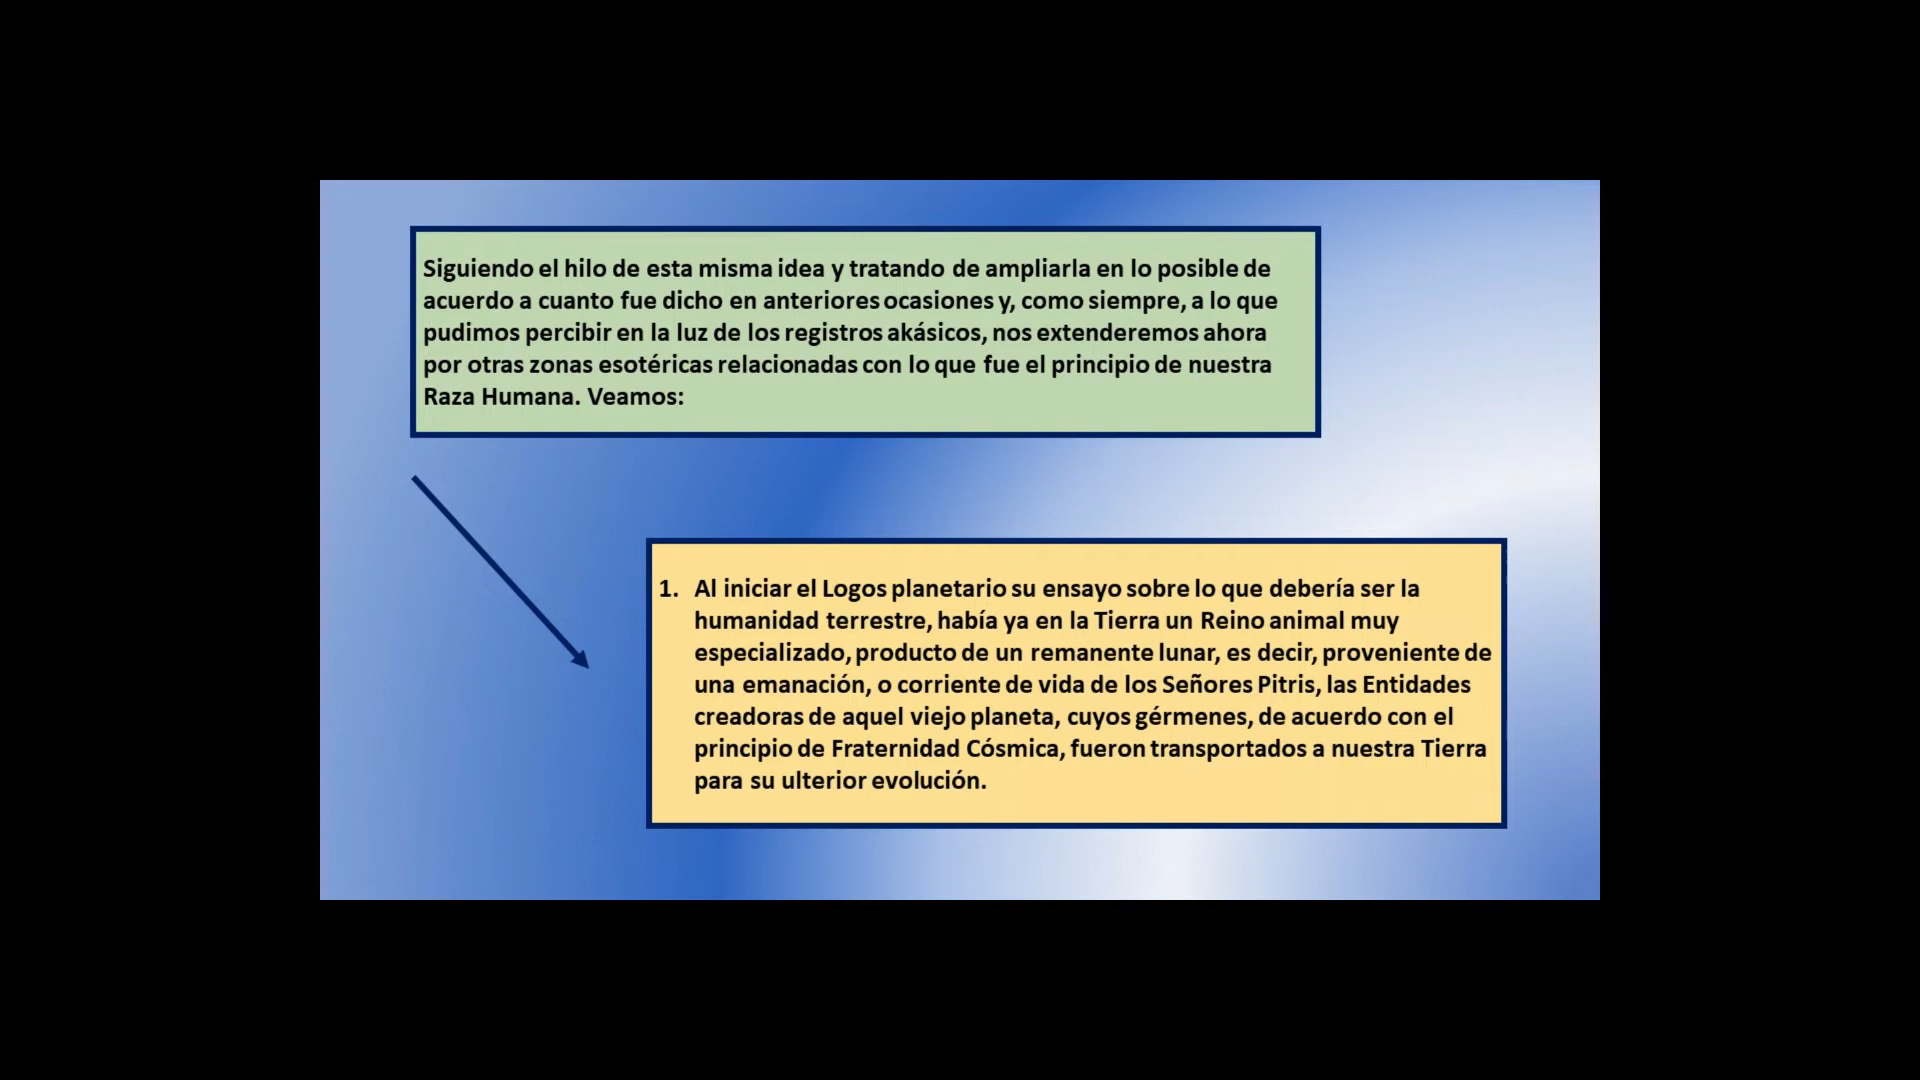 Siguiendo el hilo de esta misma idea y tratando de ampliarla en lo posible de
acuerdo a cuanto fue dicho en anteriores ocasiones y, como siempre, a lo que
pudimos percibir en la luz de los registros akásicos, nos extenderemos ahora
por otras zonas esotéricas relacionadas con lo que fue el principio de nuestra
Raza Humana. Veamos:
1. Al iniciar el Logos planetario su ensayo sobre lo que debería ser la
humanidad terrestre, había ya en la Tierra un Reino animal muy
especializado, producto de un remanente lunar, es decir, proveniente de
una emanación, o corriente de vida de los Señores Pitris, las Entidades
creadoras de aquel viejo planeta, cuyos gérmenes, de acuerdo con el
principio de Fraternidad Cósmica, fueron transportados a nuestra Tierra
para su ulterior evolución.